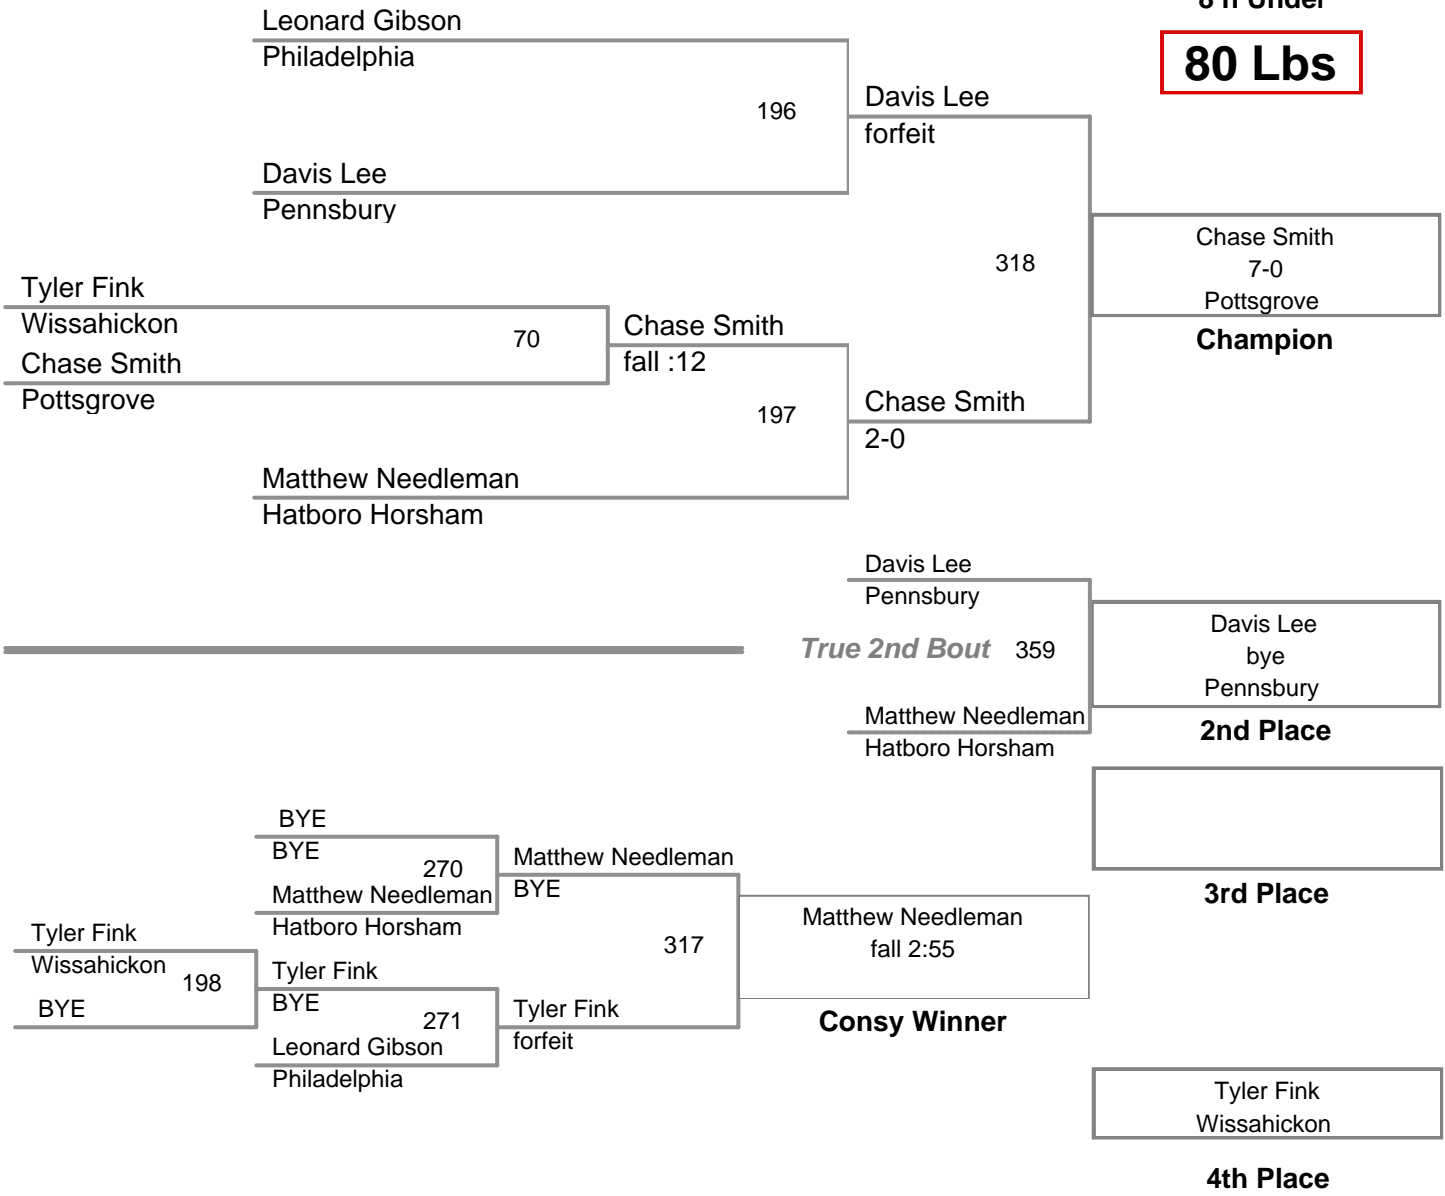 8 n Under
80 Lbs
Leonard Gibson
Philadelphia
196
Davis Lee
forfeit
Davis Lee
Pennsbury
318
Chase Smith
7-0
Pottsgrove
Champion
Tyler Fink
Wissahickon
70
Chase Smith
Pottsgrove
Chase Smith
fall :12
197
Chase Smith
2-0
Matthew Needleman
Hatboro Horsham
Davis Lee
Pennsbury
True 2nd Bout 359
Matthew Needleman
Hatboro Horsham
Davis Lee
bye
Pennsbury
2nd Place
3rd Place
BYE
BYE
270
Matthew Needleman
Hatboro Horsham
Matthew Needleman
BYE
317
Matthew Needleman
fall 2:55
Consy Winner
Tyler Fink
Wissahickon
198
BYE
Tyler Fink
BYE
271
Leonard Gibson
Philadelphia
Tyler Fink
forfeit
Tyler Fink
Wissahickon
4th Place